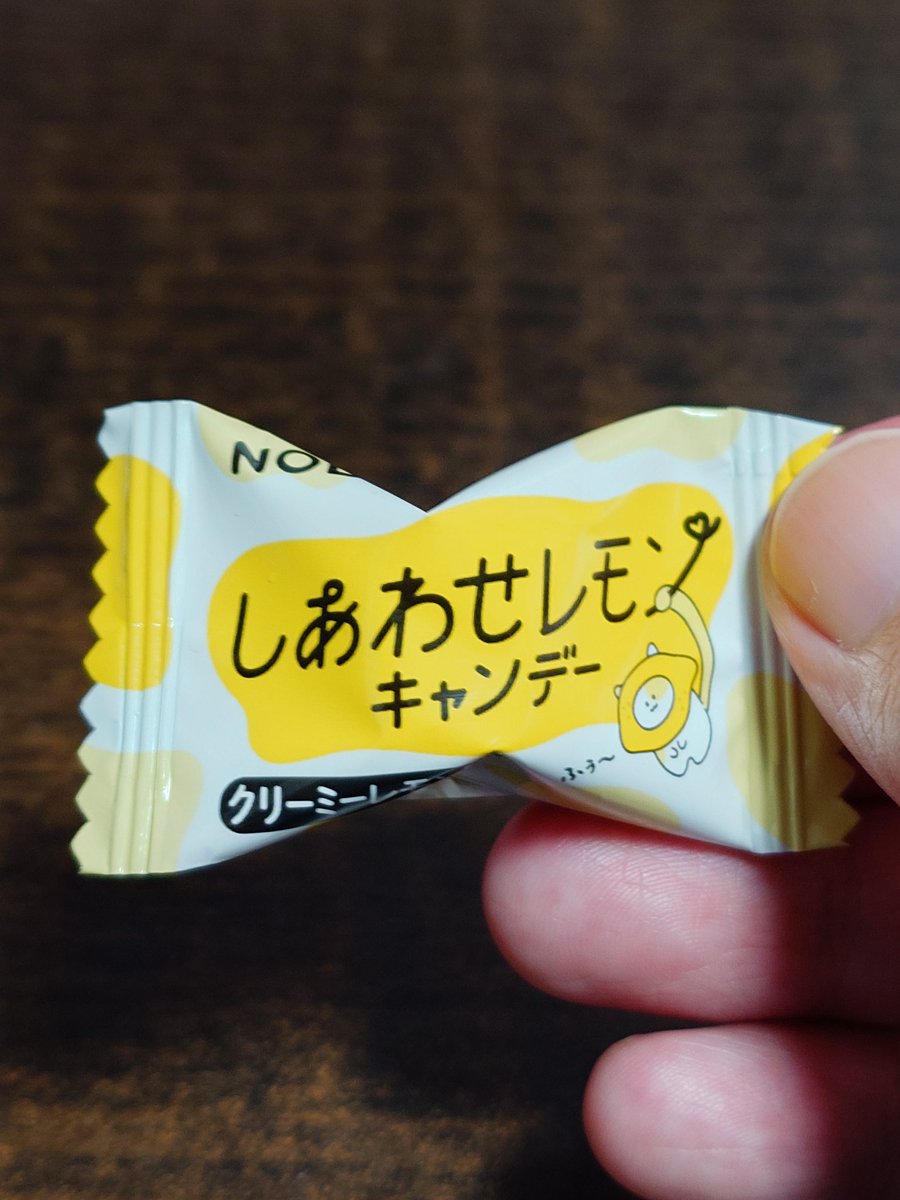 しあわせレモン
キャンデー
ふぅ〜
クリーミーレモ